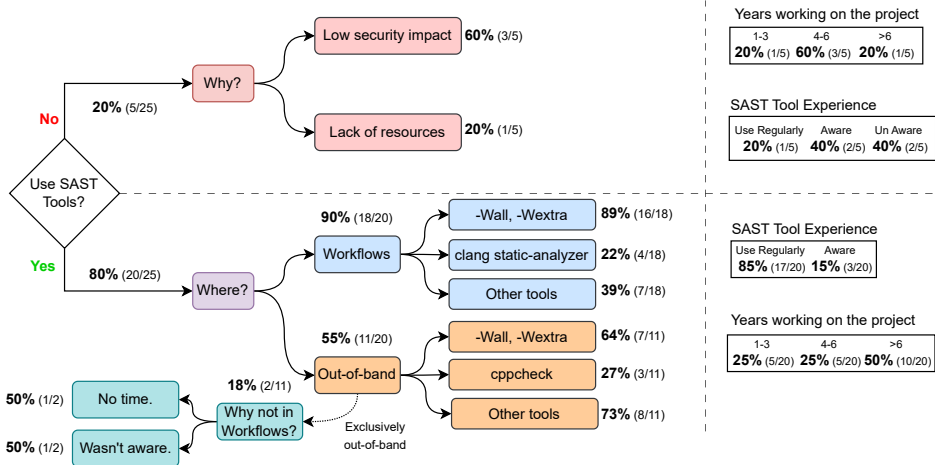 Use SAST
Tools?
No
20% (5/25)
Why?
Low security impact
60% (3/5)
Lack of resources
20% (1/5)
Years working on the project
1-3 4-6 >6
20% (1/5) 60% (3/5) 20% (1/5)
SAST Tool Experience
Use Regularly Aware Un Aware
20% (1/5) 40% (2/5) 40% (2/5)
Yes
80% (20/25)
Where?
90% (18/20)
Workflows
-Wall, -Wextra
89% (16/18)
clang static-analyzer
22% (4/18)
Other tools
39% (7/18)
55% (11/20)
Out-of-band
-Wall, -Wextra
64% (7/11)
cppcheck
27% (3/11)
Other tools
73% (8/11)
Exclusively
out-of-band
18% (2/11)
Why not in
Workflows?
50% (1/2)
No time.
50% (1/2)
Wasn't aware.
SAST Tool Experience
Use Regularly Aware
85% (17/20) 15% (3/20)
Years working on the project
1-3 4-6 >6
25% (5/20) 25% (5/20) 50% (10/20)